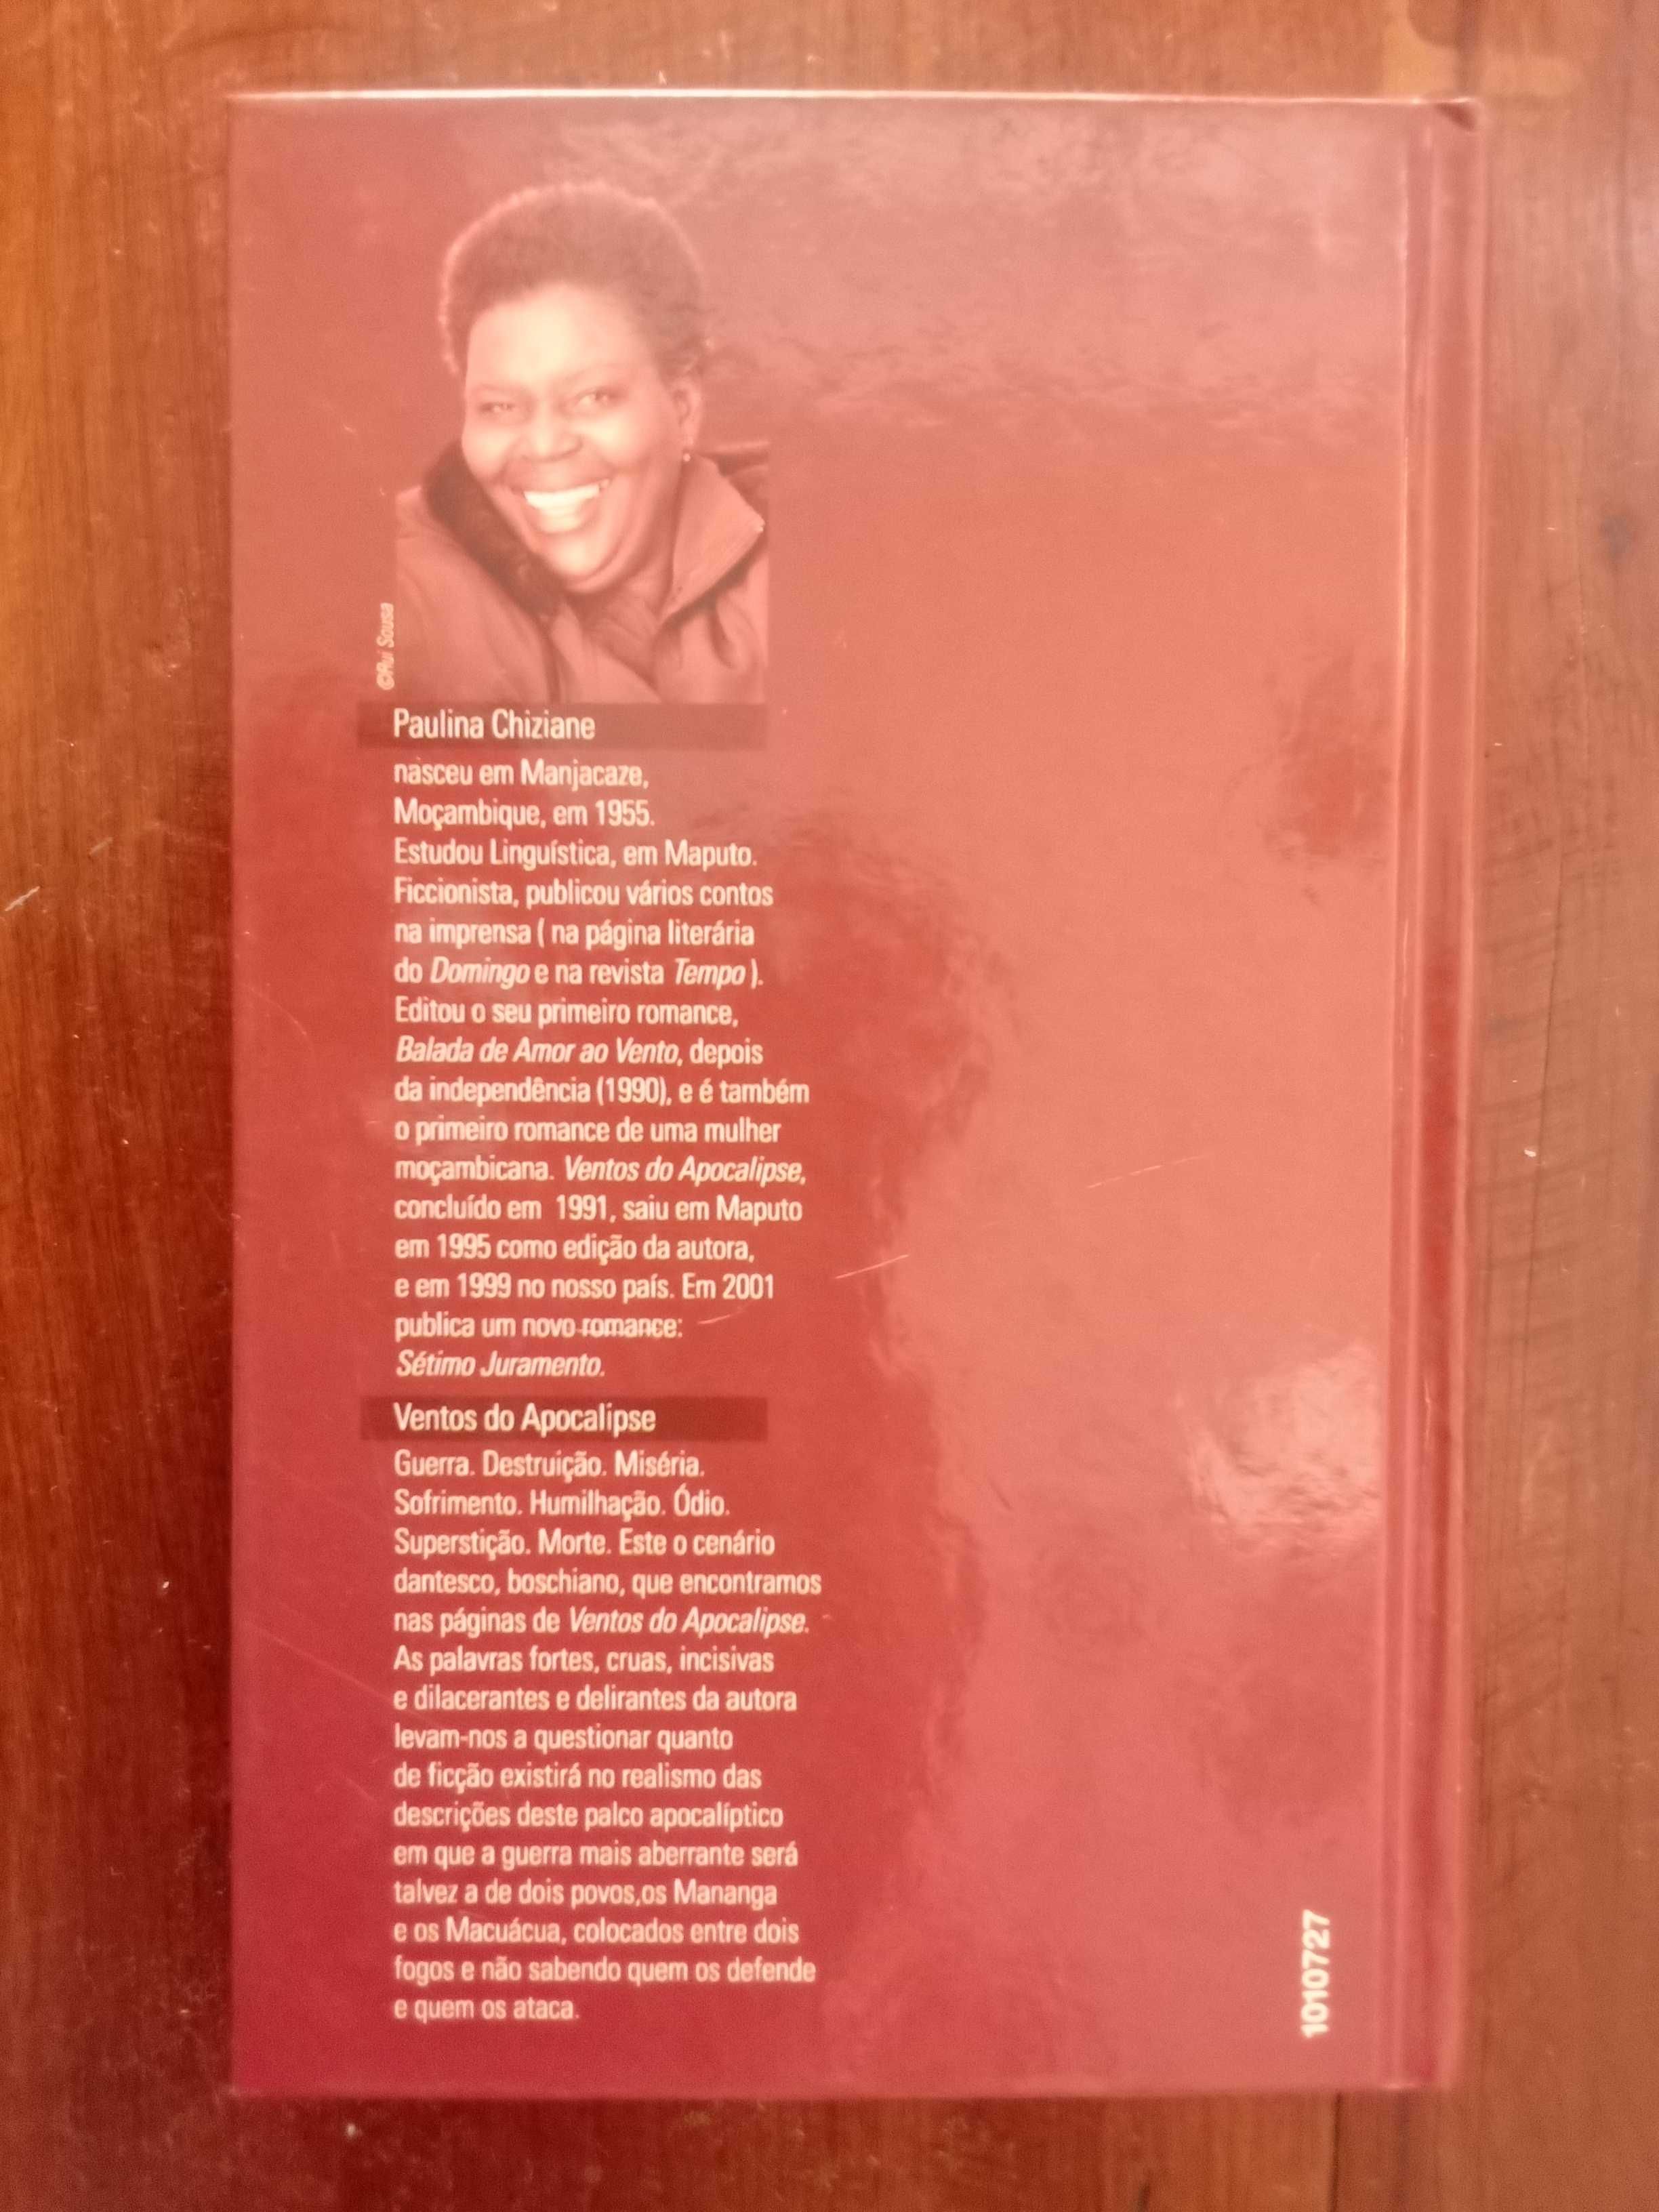 ©Rui Sousa
Paulina Chiziane
nasceu em Manjacaze,
Moçambique, em 1955.
Estudou Linguística, em Maputo.
Ficcionista, publicou vários contos
na imprensa ( na página literária
do Domingo e na revista Tempo ).
Editou o seu primeiro romance,
Balada de Amor ao Vento, depois
da independência (1990), e é também
o primeiro romance de uma mulher
moçambicana. Ventos do Apocalipse,
concluído em 1991, saiu em Maputo
em 1995 como edição da autora,
e em 1999 no nosso país. Em 2001
publica um novo romance:
Sétimo Juramento.
Ventos do Apocalipse
Guerra. Destruição. Miséria.
Sofrimento. Humilhação. Ódio.
Superstição. Morte. Este o cenário
dantesco, boschiano, que encontramos
nas páginas de Ventos do Apocalipse.
As palavras fortes, cruas, incisivas
e dilacerantes e delirantes da autora
levam-nos a questionar quanto
de ficção existirá no realismo das
descrições deste palco apocalíptico
em que a guerra mais aberrante será
talvez a de dois povos,os Mananga
e os Macuácua, colocados entre dois
fogos e não sabendo quem os defende
e quem os ataca.
1010727